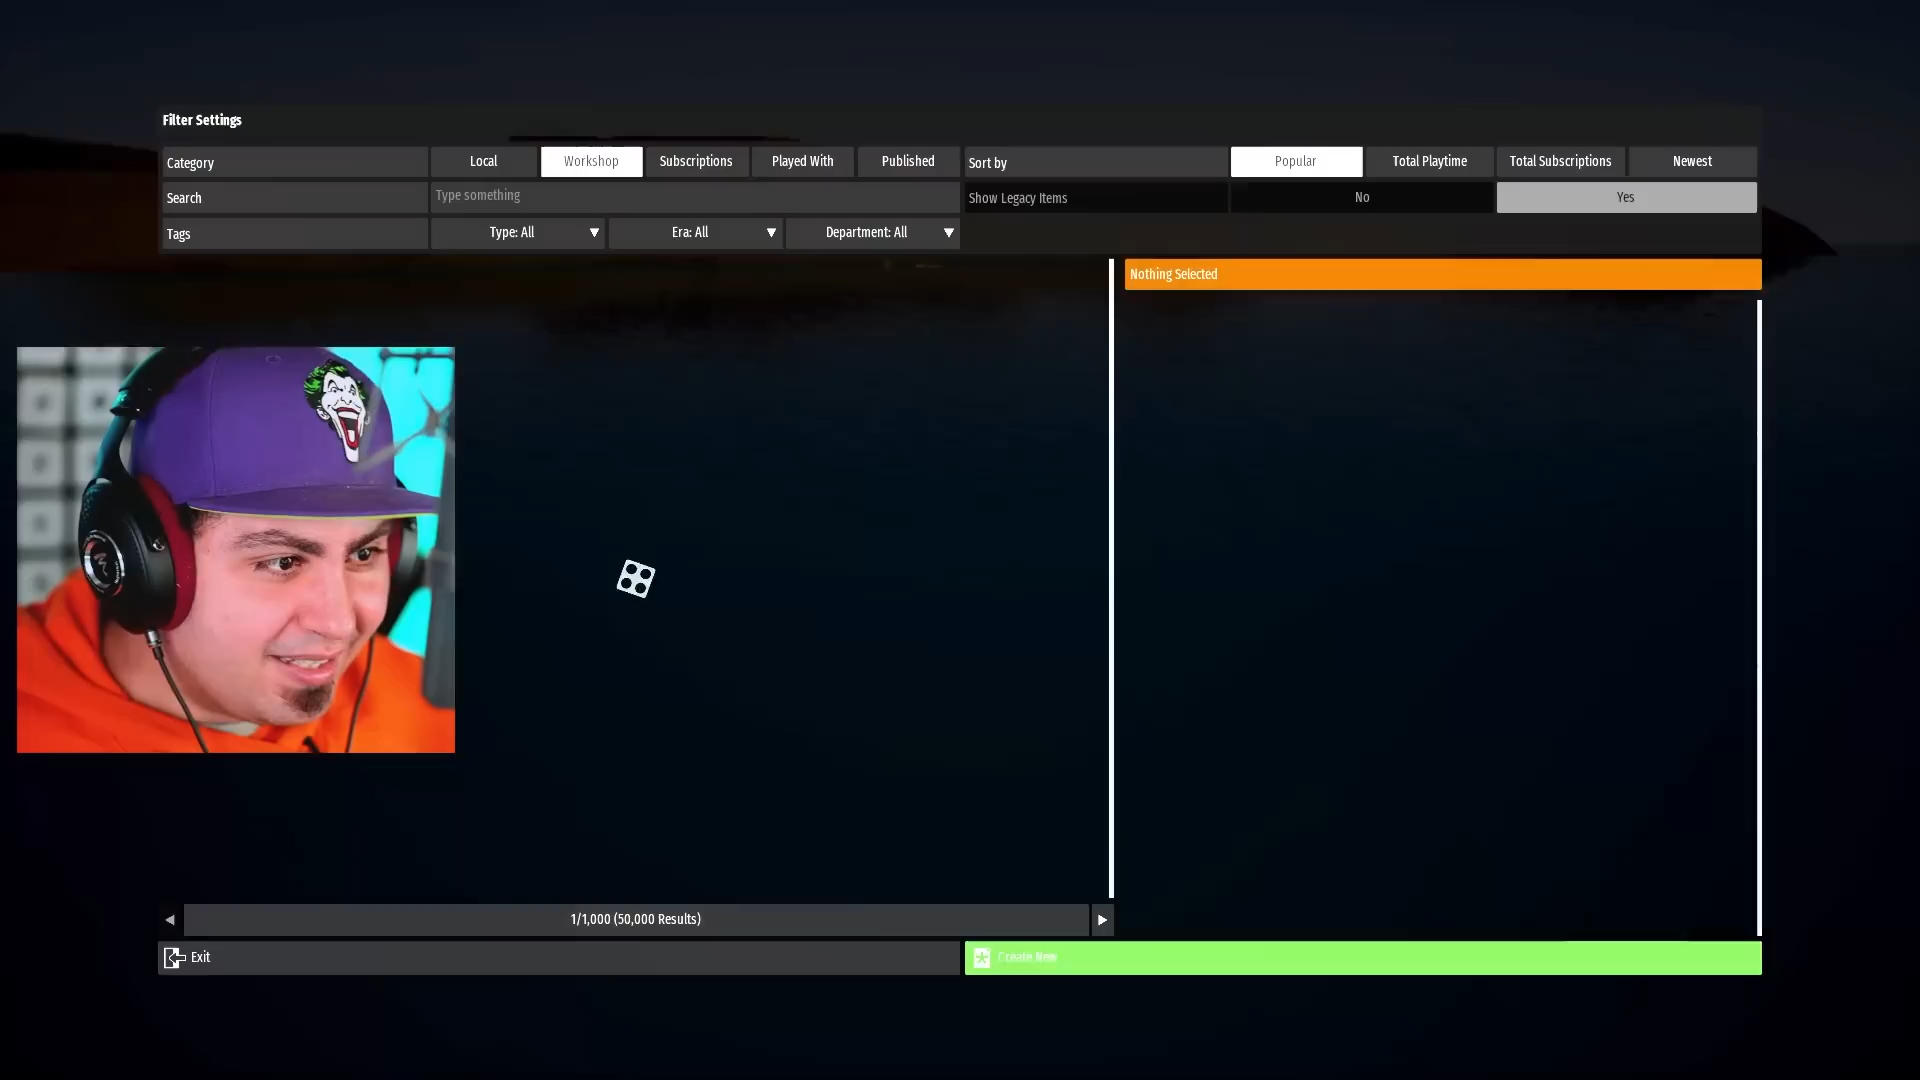 Filter Settings
Category Local Workshop Subscriptions Played With Published Sort by Popular Total Playtime Total Subscriptions Newest
Search Type something Show Legacy Items No Yes
Tags Type: All Era: All Department: All
Nothing Selected
1/1,000 (50,000 Results)
Exit Create New